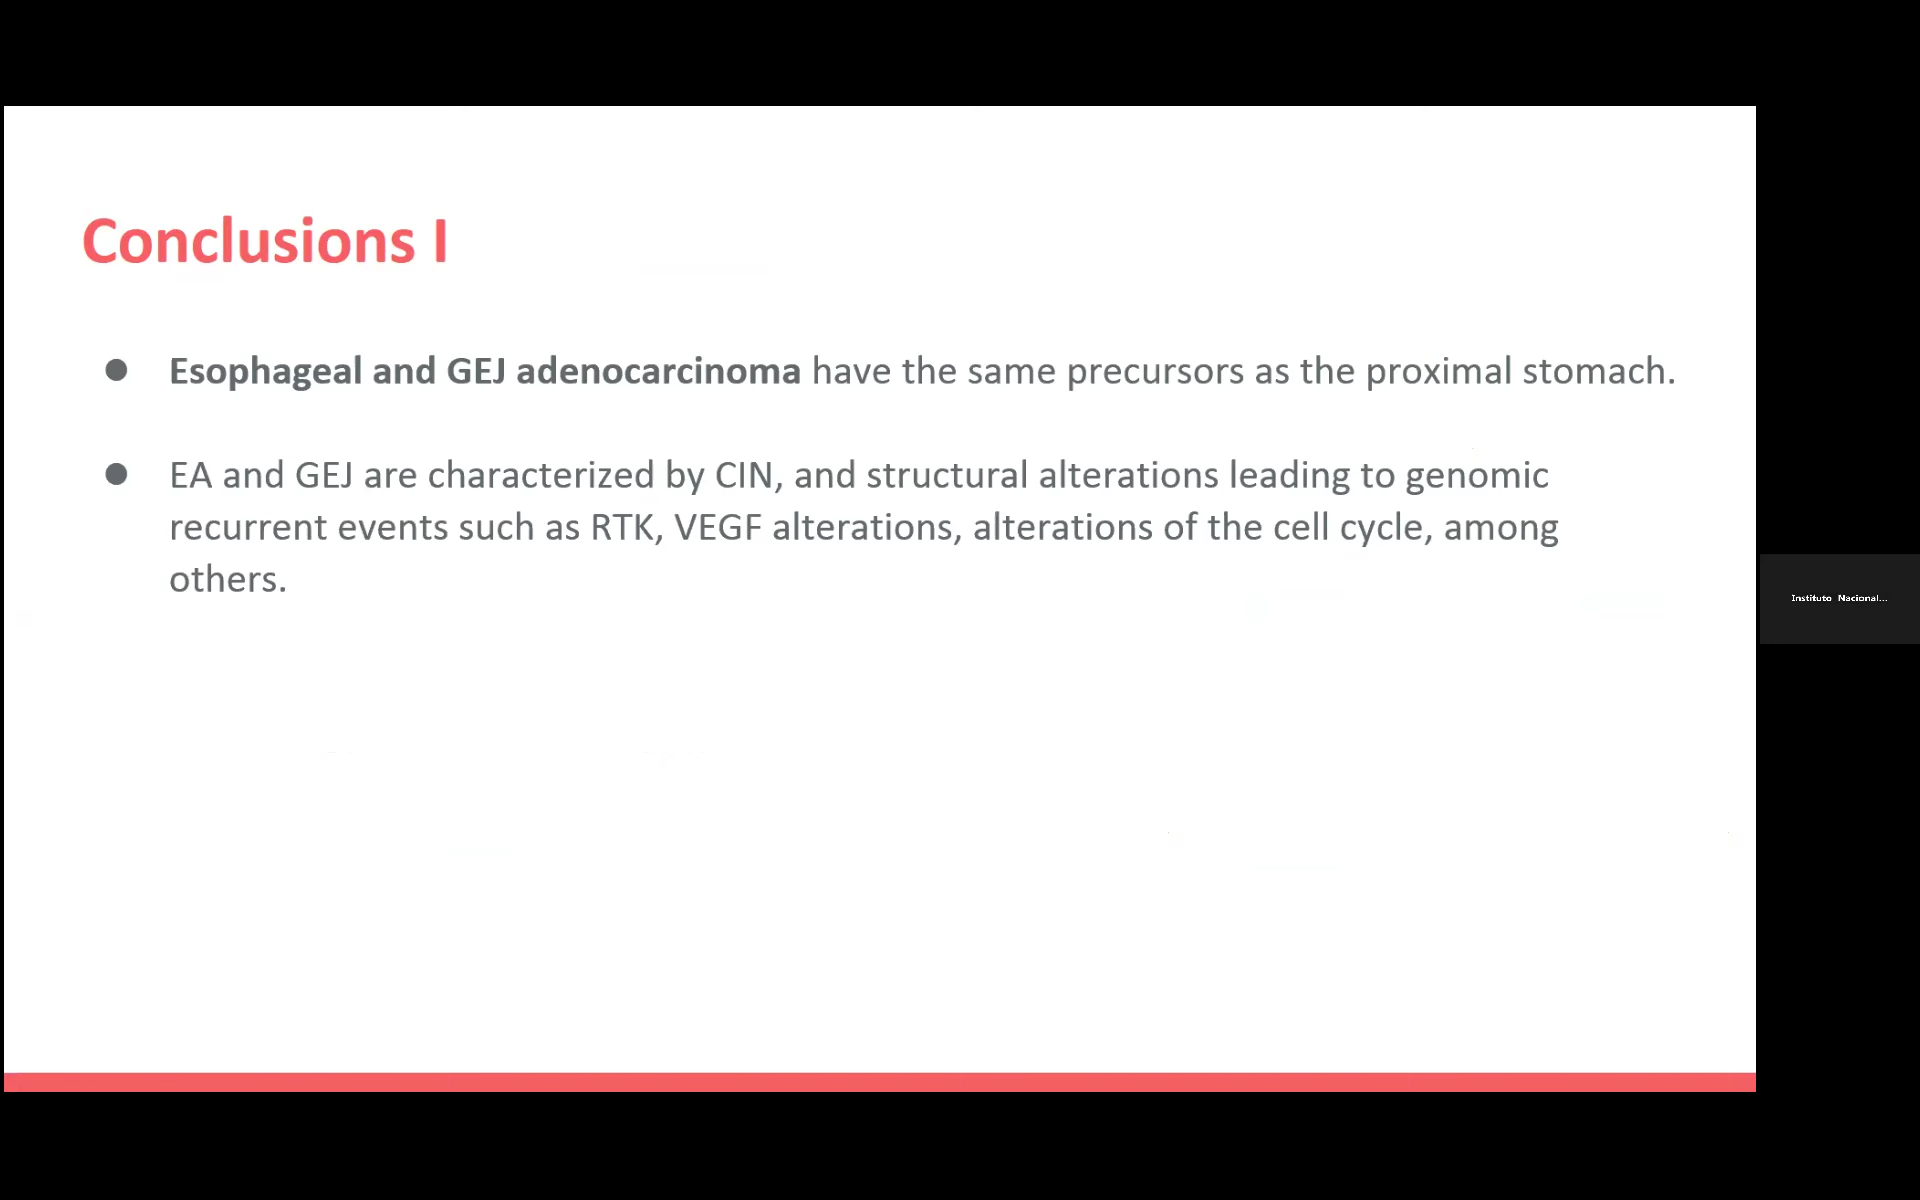 Conclusions I
● Esophageal and GEJ adenocarcinoma have the same precursors as the proximal stomach.
● EA and GEJ are characterized by CIN, and structural alterations leading to genomic
recurrent events such as RTK, VEGF alterations, alterations of the cell cycle, among
others.
Instituto Nacional...